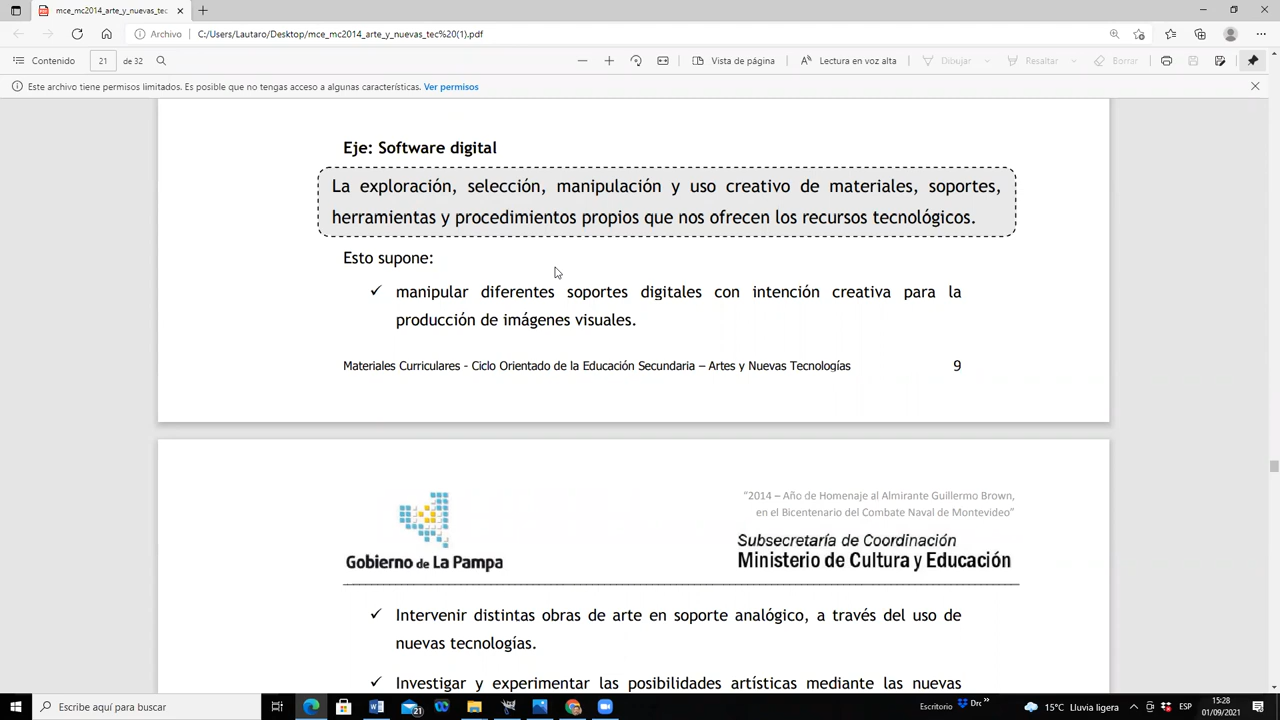 mce_mc2014_arte_y_nuevas_tec
Archivo C:/Users/Lautaro/Desktop/mce_mc2014_arte_y_nuevas_tec%20(1).pdf
Contenido 21 de 32 Vista de página Lectura en voz alta Dibujar Resaltar Borrar
Este archivo tiene permisos limitados. Es posible que no tengas acceso a algunas características. Ver permisos
Eje: Software digital
La exploración, selección, manipulación y uso creativo de materiales, soportes,
herramientas y procedimientos propios que nos ofrecen los recursos tecnológicos.
Esto supone:
✓ manipular diferentes soportes digitales con intención creativa para la
producción de imágenes visuales.
Materiales Curriculares - Ciclo Orientado de la Educación Secundaria – Artes y Nuevas Tecnologías 9
"2014 – Año de Homenaje al Almirante Guillermo Brown,
en el Bicentenario del Combate Naval de Montevideo"
Subsecretaría de Coordinación
Gobierno de La Pampa Ministerio de Cultura y Educación
✓ Intervenir distintas obras de arte en soporte analógico, a través del uso de
nuevas tecnologías.
✓ Investigar y experimentar las posibilidades artísticas mediante las nuevas
Escribe aquí para buscar 21 Escritorio Drc » 15°C Lluvia ligera ESP 15:28
01/09/2021